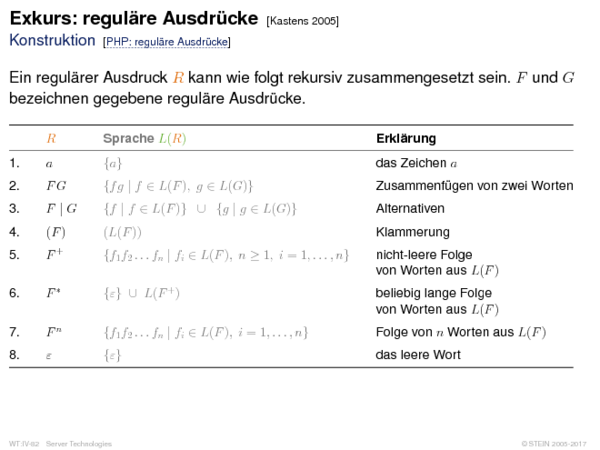 Exkurs: reguläre Ausdrücke [Kastens 2005]
Konstruktion [PHP: reguläre Ausdrücke]
Ein regulärer Ausdruck R kann wie folgt rekursiv zusammengesetzt sein. F und G
bezeichnen gegebene reguläre Ausdrücke.
R Sprache L(R) Erklärung
1. a {a} das Zeichen a
2. FG {fg | f ∈ L(F), g ∈ L(G)} Zusammenfügen von zwei Worten
3. F | G {f | f ∈ L(F)} ∪ {g | g ∈ L(G)} Alternativen
4. (F) (L(F)) Klammerung
5. F⁺ {f₁f₂ … fₙ | fᵢ ∈ L(F), n ≥ 1, i = 1, …, n} nicht-leere Folge
von Worten aus L(F)
6. F* {ε} ∪ L(F⁺) beliebig lange Folge
von Worten aus L(F)
7. Fⁿ {f₁f₂ … fₙ | fᵢ ∈ L(F), i = 1, …, n} Folge von n Worten aus L(F)
8. ε {ε} das leere Wort
WT:IV-62 Server Technologies © STEIN 2005-2017